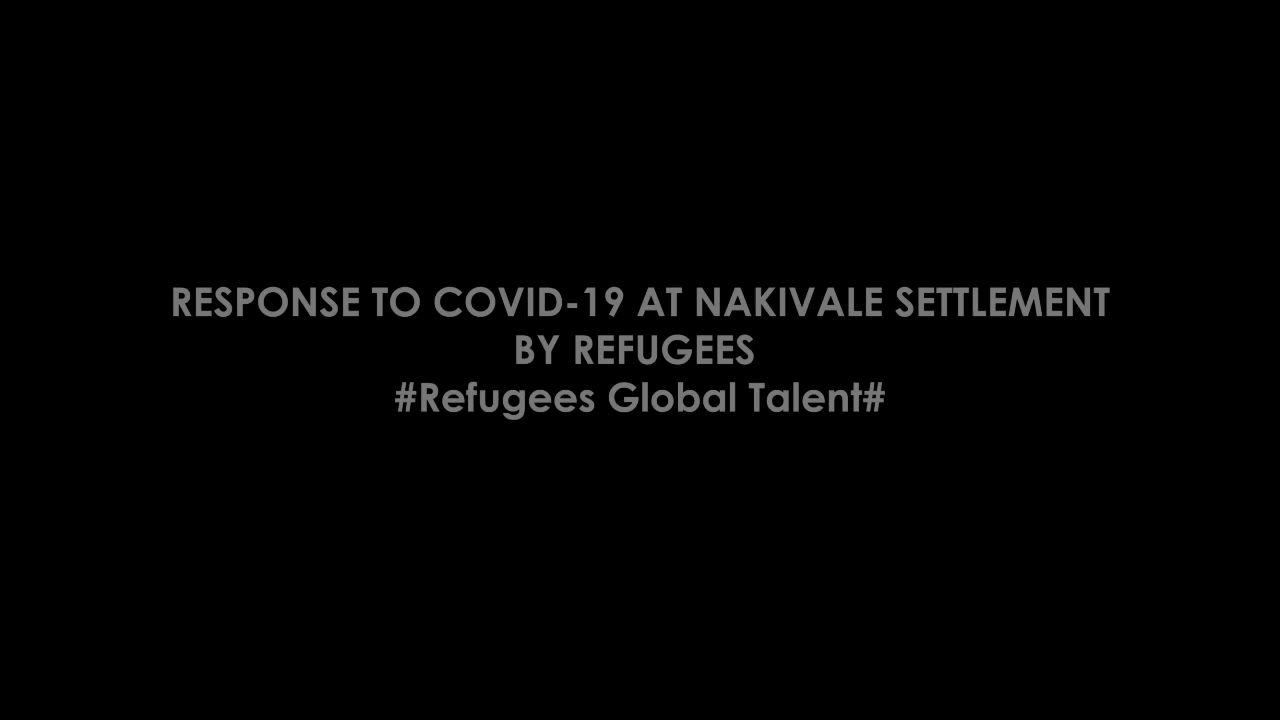 RESPONSE TO COVID-19 AT NAKIVALE SETTLEMENT
BY REFUGEES
#Refugees Global Talent#